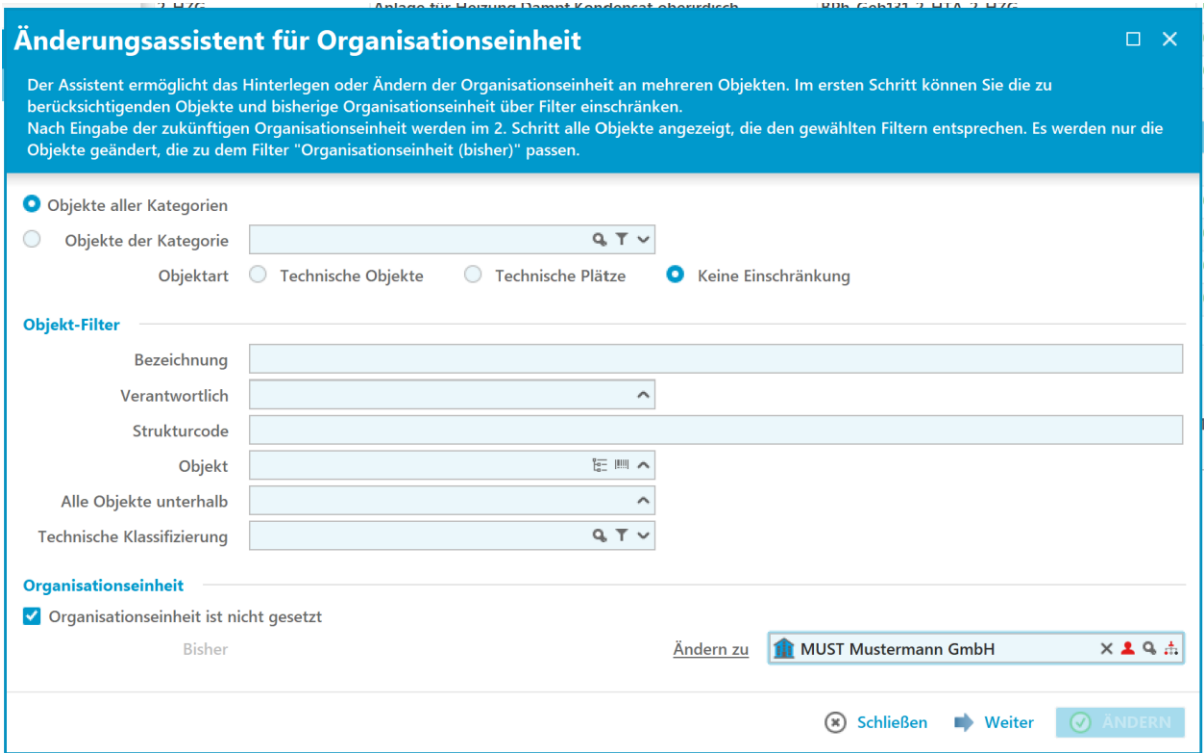 Änderungsassistent für Organisationseinheit
Der Assistent ermöglicht das Hinterlegen oder Ändern der Organisationseinheit an mehreren Objekten. Im ersten Schritt können Sie die zu
berücksichtigenden Objekte und bisherige Organisationseinheit über Filter einschränken.
Nach Eingabe der zukünftigen Organisationseinheit werden im 2. Schritt alle Objekte angezeigt, die den gewählten Filtern entsprechen. Es werden nur die
Objekte geändert, die zu dem Filter "Organisationseinheit (bisher)" passen.
Objekte aller Kategorien
Objekte der Kategorie
Objektart Technische Objekte Technische Plätze Keine Einschränkung
Objekt-Filter
Bezeichnung
Verantwortlich
Strukturcode
Objekt
Alle Objekte unterhalb
Technische Klassifizierung
Organisationseinheit
Organisationseinheit ist nicht gesetzt
Bisher Ändern zu MUST Mustermann GmbH
Schließen Weiter ÄNDERN